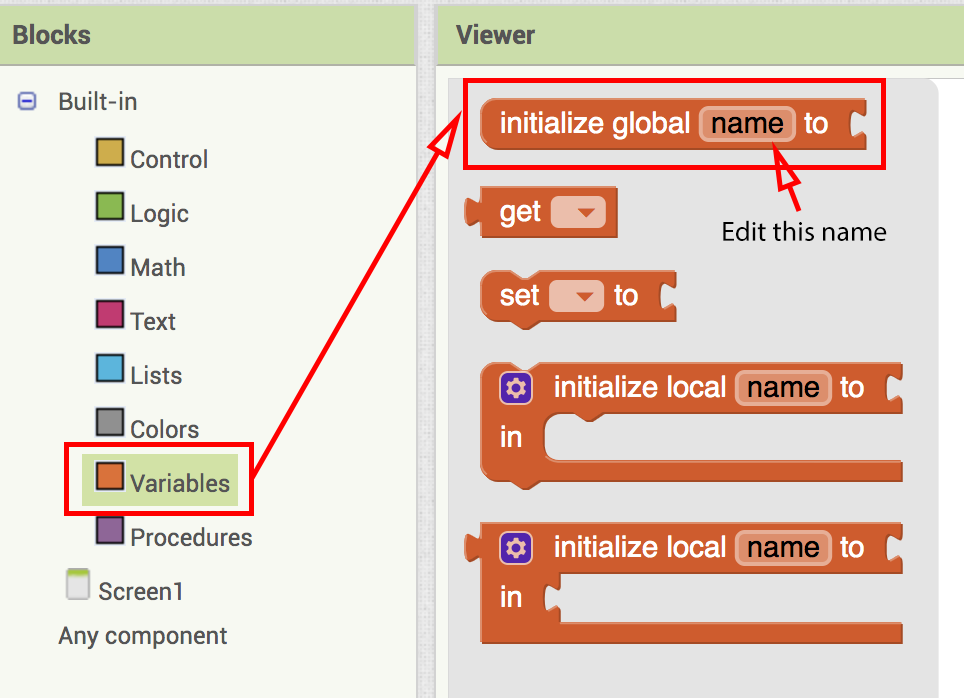 Blocks
Viewer
Built-in
Control
Logic
Math
Text
Lists
Colors
Variables
Procedures
Screen1
Any component
initialize global name to
Edit this name
get
set to
initialize local name to
in
initialize local name to
in